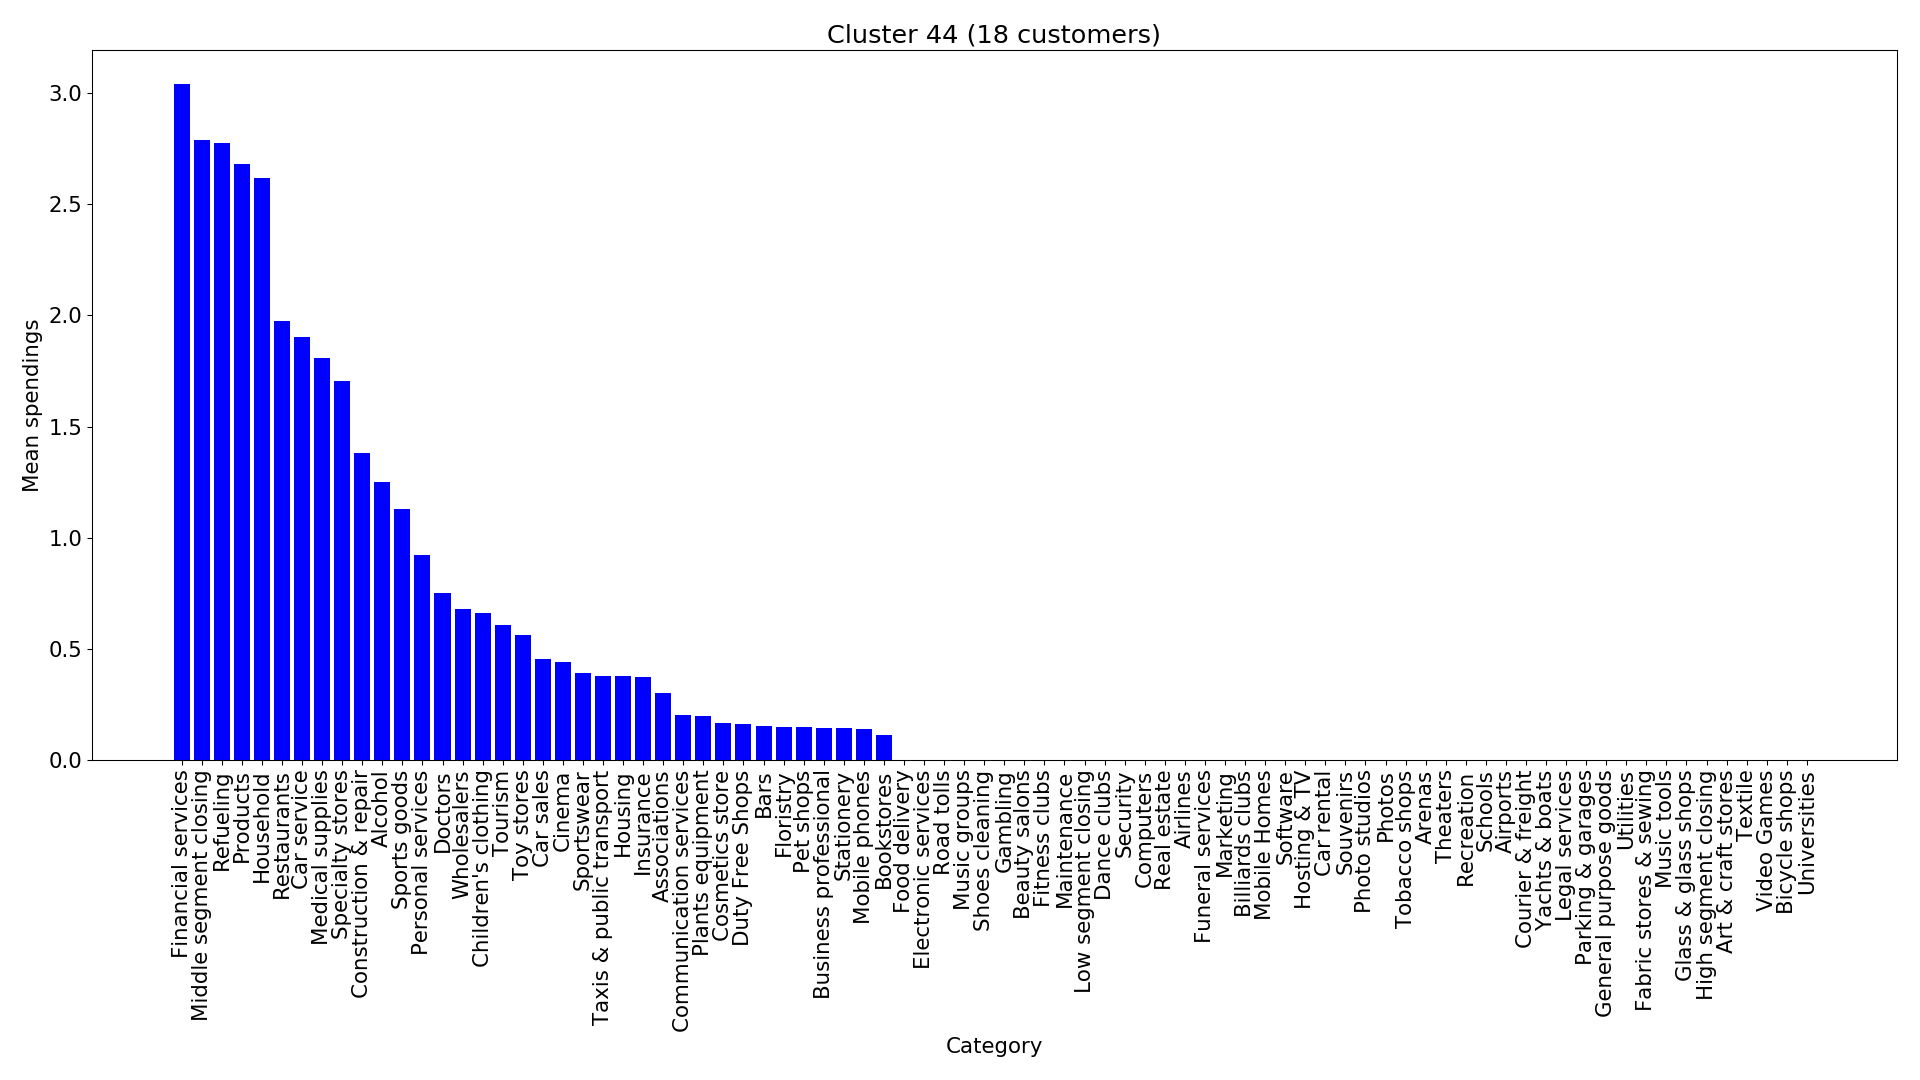 Cluster 44 (18 customers)
Mean spendings
3.0
2.5
2.0
1.5
1.0
0.5
0.0
Financial services
Middle segment closing
Refueling
Products
Household
Restaurants
Car service
Medical supplies
Specialty stores
Construction & repair
Alcohol
Sports goods
Personal services
Doctors
Wholesalers
Children's clothing
Tourism
Toy stores
Car sales
Cinema
Sportswear
Taxis & public transport
Housing
Insurance
Associations
Communication services
Plants equipment
Cosmetics store
Duty Free Shops
Bars
Floristry
Pet shops
Business professional
Stationery
Mobile phones
Bookstores
Food delivery
Electronic services
Road tolls
Music groups
Shoes cleaning
Gambling
Beauty salons
Fitness clubs
Maintenance
Low segment closing
Dance clubs
Security
Computers
Real estate
Airlines
Funeral services
Marketing
Billiards clubs
Mobile Homes
Software
Hosting & TV
Car rental
Souvenirs
Photo studios
Photos
Tobacco shops
Arenas
Theaters
Recreation
Schools
Airports
Courier & freight
Yachts & boats
Legal services
Parking & garages
General purpose goods
Utilities
Fabric stores & sewing
Music tools
Glass & glass shops
High segment closing
Art & craft stores
Textile
Video Games
Bicycle shops
Universities
Category